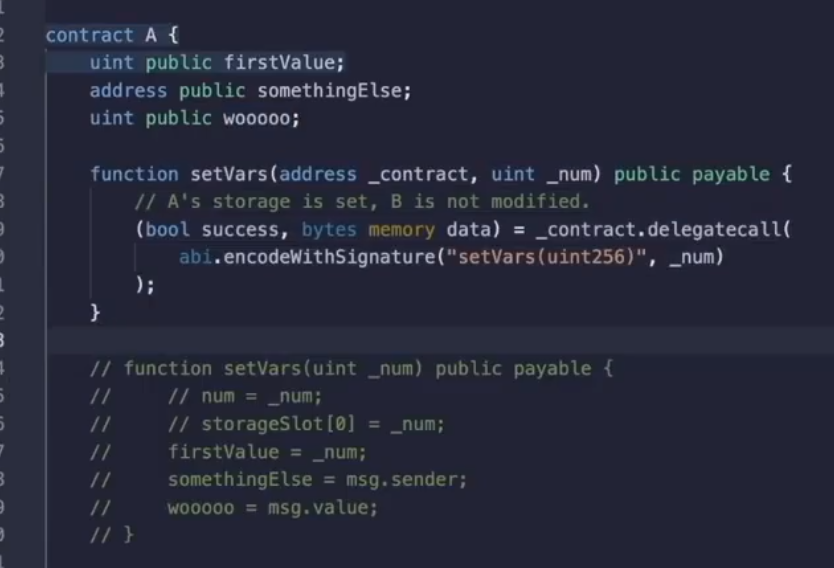 2 contract A {
3 uint public firstValue;
4 address public somethingElse;
5 uint public wooooo;
6
7 function setVars(address _contract, uint _num) public payable {
8 // A's storage is set, B is not modified.
9 (bool success, bytes memory data) = _contract.delegatecall(
0 abi.encodeWithSignature("setVars(uint256)", _num)
1 );
2 }
3
4 // function setVars(uint _num) public payable {
5 //     // num = _num;
6 //     // storageSlot[0] = _num;
7 //     firstValue = _num;
8 //     somethingElse = msg.sender;
9 //     wooooo = msg.value;
0 // }